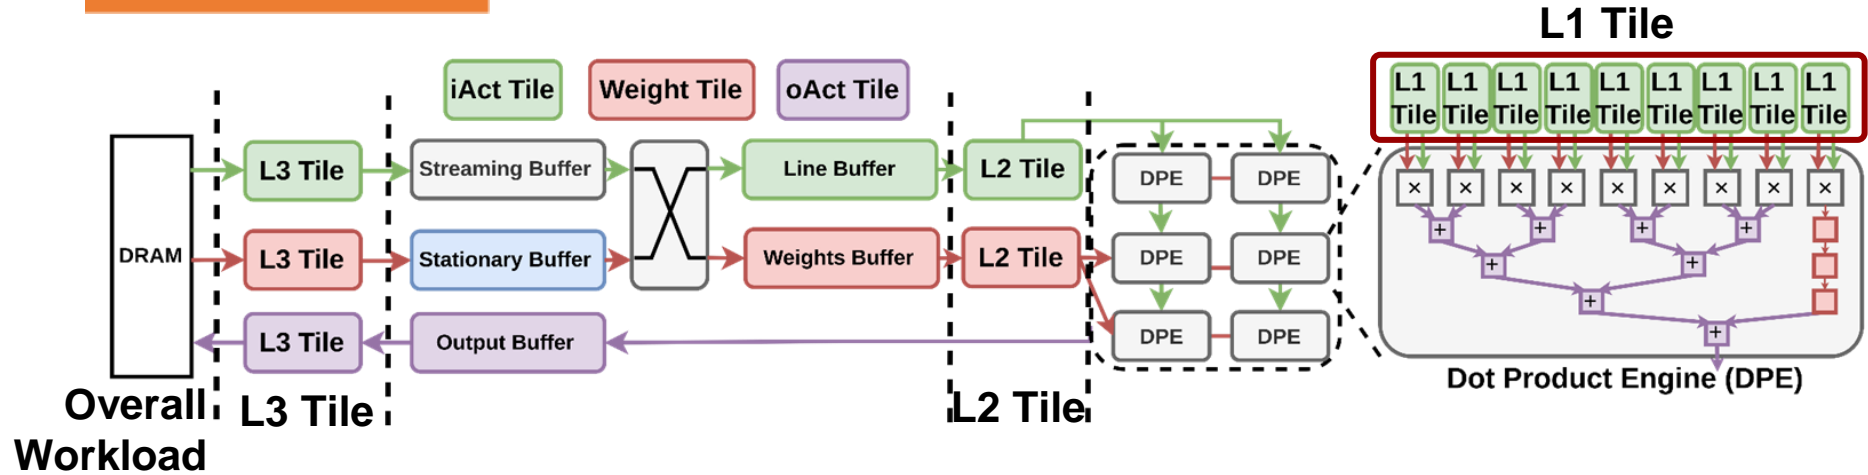 L1 Tile
iAct Tile
Weight Tile
oAct Tile
L1 Tile
L1 Tile
L1 Tile
L1 Tile
L1 Tile
L1 Tile
L1 Tile
L1 Tile
L1 Tile
DRAM
L3 Tile
Streaming Buffer
Line Buffer
L2 Tile
DPE
DPE
× × × × × × × × ×
+ + + +
L3 Tile
Stationary Buffer
Weights Buffer
L2 Tile
DPE
DPE
+ +
+
L3 Tile
Output Buffer
DPE
DPE
+
Dot Product Engine (DPE)
Overall
Workload
L3 Tile
L2 Tile